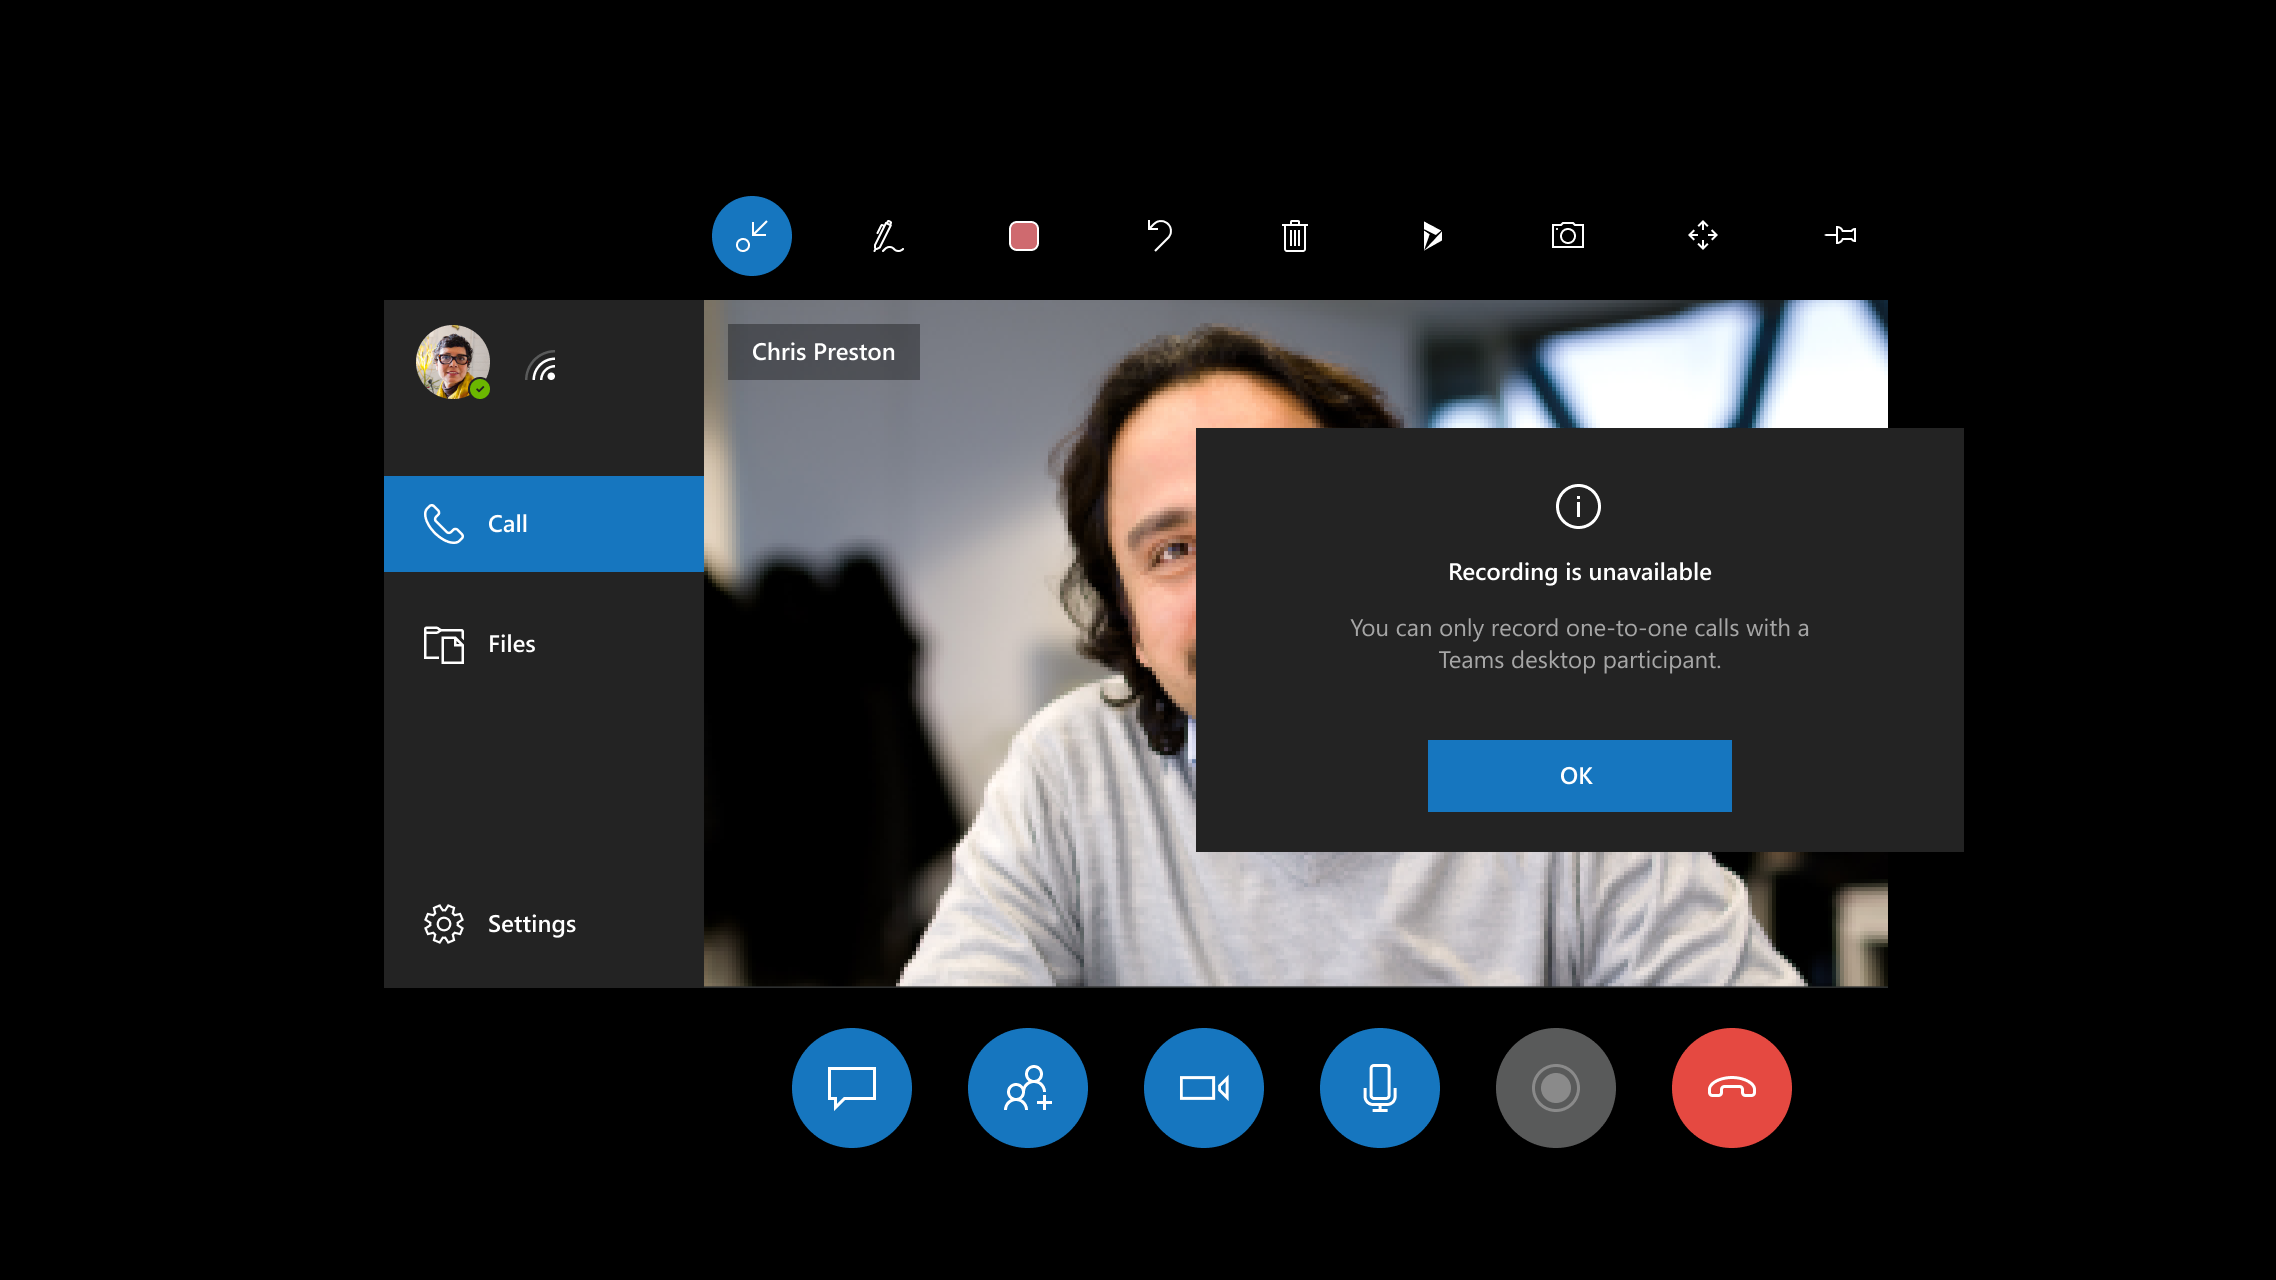 Chris Preston
Call
Files
Settings
Recording is unavailable
You can only record one-to-one calls with a
Teams desktop participant.
OK